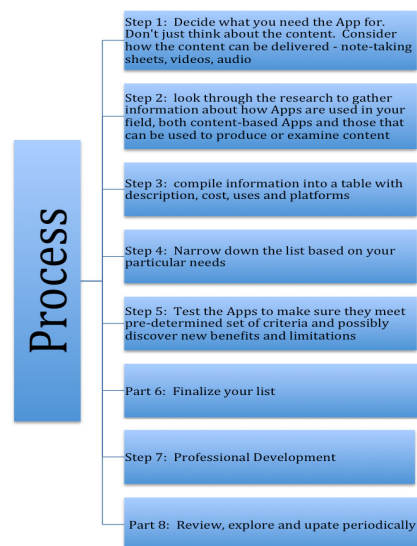 Process
Step 1:  Decide what you need the App for.
Don't just think about the content.  Consider
how the content can be delivered - note-taking
sheets, videos, audio
Step 2:  look through the research to gather
information about how Apps are used in your
field, both content-based Apps and those that
can be used to produce or examine content
Step 3:  compile information into a table with
description, cost, uses and platforms
Step 4:  Narrow down the list based on your
particular needs
Step 5:  Test the Apps to make sure they meet
pre-determined set of criteria and possibly
discover new benefits and limitations
Part 6:  Finalize your list
Step 7:  Professional Development
Part 8:  Review, explore and upate periodically